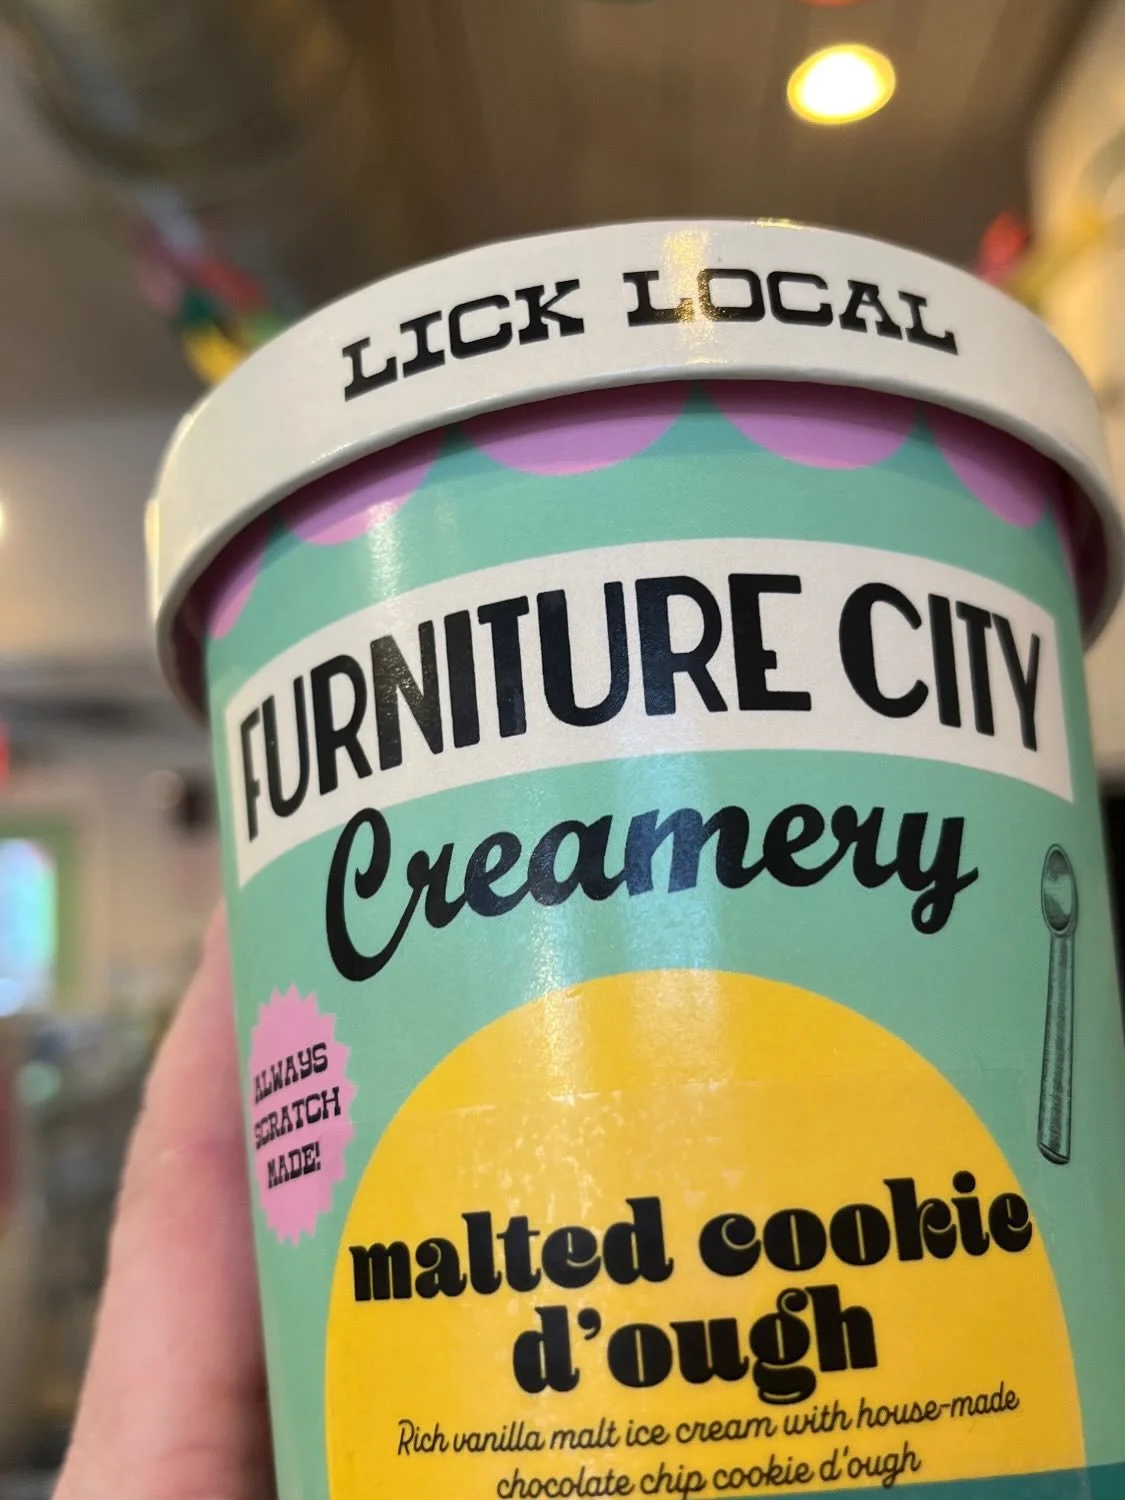 LICK LOCAL
FURNITURE CITY
Creamery
ALWAYS
SCRATCH
MADE!
malted cookie
d'ough
Rich vanilla malt ice cream with house-made
chocolate chip cookie d'ough